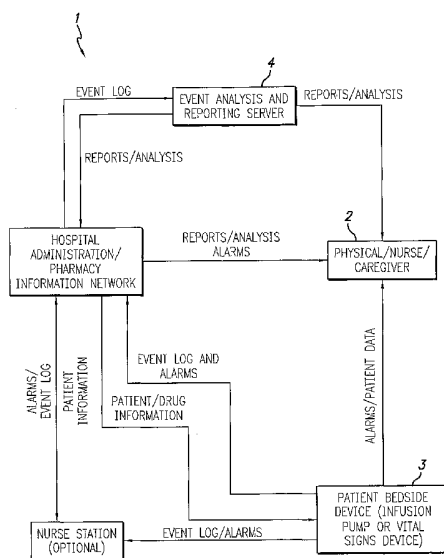 1
4
EVENT LOG
EVENT ANALYSIS AND
REPORTING SERVER
REPORTS/ANALYSIS
REPORTS/ANALYSIS
HOSPITAL
ADMINISTRATION/
PHARMACY
INFORMATION NETWORK
REPORTS/ANALYSIS
ALARMS
2
PHYSICAL/NURSE/
CAREGIVER
ALARMS/
EVENT LOG
PATIENT
INFORMATION
EVENT LOG AND
ALARMS
PATIENT/DRUG
INFORMATION
ALARMS/PATIENT DATA
3
PATIENT BEDSIDE
DEVICE (INFUSION
PUMP OR VITAL
SIGNS DEVICE)
NURSE STATION
(OPTIONAL)
EVENT LOG/ALARMS